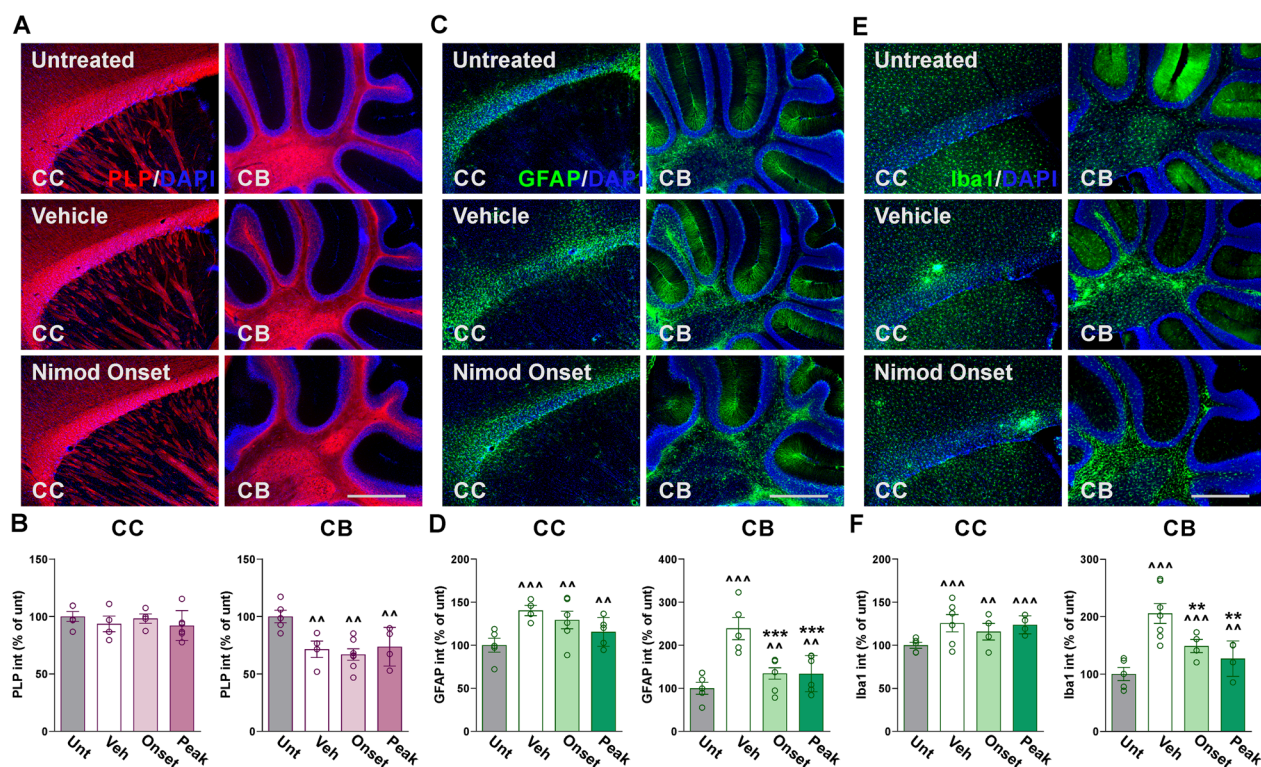 A
C
E
Untreated
CC
PLP/DAPI
CB
Untreated
CC
GFAP/DAPI
CB
Untreated
CC
Iba1/DAPI
CB
Vehicle
CC
CB
Vehicle
CC
CB
Vehicle
CC
CB
Nimod Onset
CC
CB
Nimod Onset
CC
CB
Nimod Onset
CC
CB
B
CC
PLP int (% of unt)
150
100
50
0
Unt
Veh
Onset
Peak
CB
PLP int (% of unt)
150
100
50
0
^^
^^
^^
Unt
Veh
Onset
Peak
D
CC
GFAP int (% of unt)
200
150
100
50
0
^^^
^^
^^
Unt
Veh
Onset
Peak
CB
GFAP int (% of unt)
400
300
200
100
0
^^^
***
^^
***
^^
Unt
Veh
Onset
Peak
F
CC
Iba1 int (% of unt)
200
150
100
50
0
^^^
^^
^^^
Unt
Veh
Onset
Peak
CB
Iba1 int (% of unt)
300
200
100
0
^^^
**
^^^
**
^^
Unt
Veh
Onset
Peak